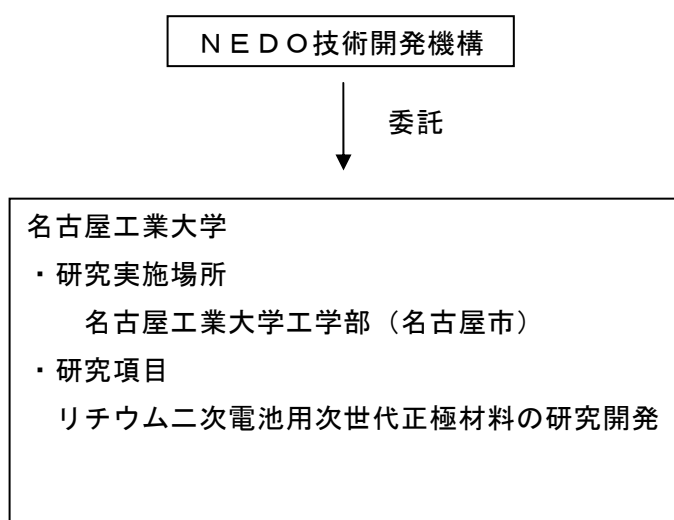 ＮＥＤＯ技術開発機構
委託
名古屋工業大学
・研究実施場所
名古屋工業大学工学部（名古屋市）
・研究項目
リチウム二次電池用次世代正極材料の研究開発